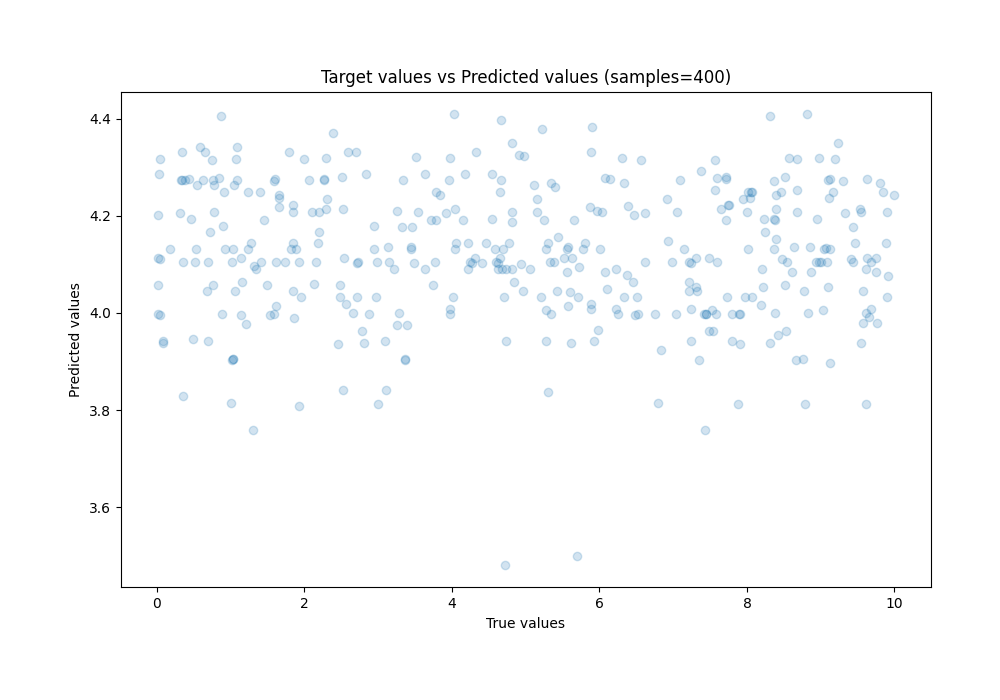 Target values vs Predicted values (samples=400)
4.4
4.2
4.0
3.8
3.6
Predicted values
0 2 4 6 8 10
True values